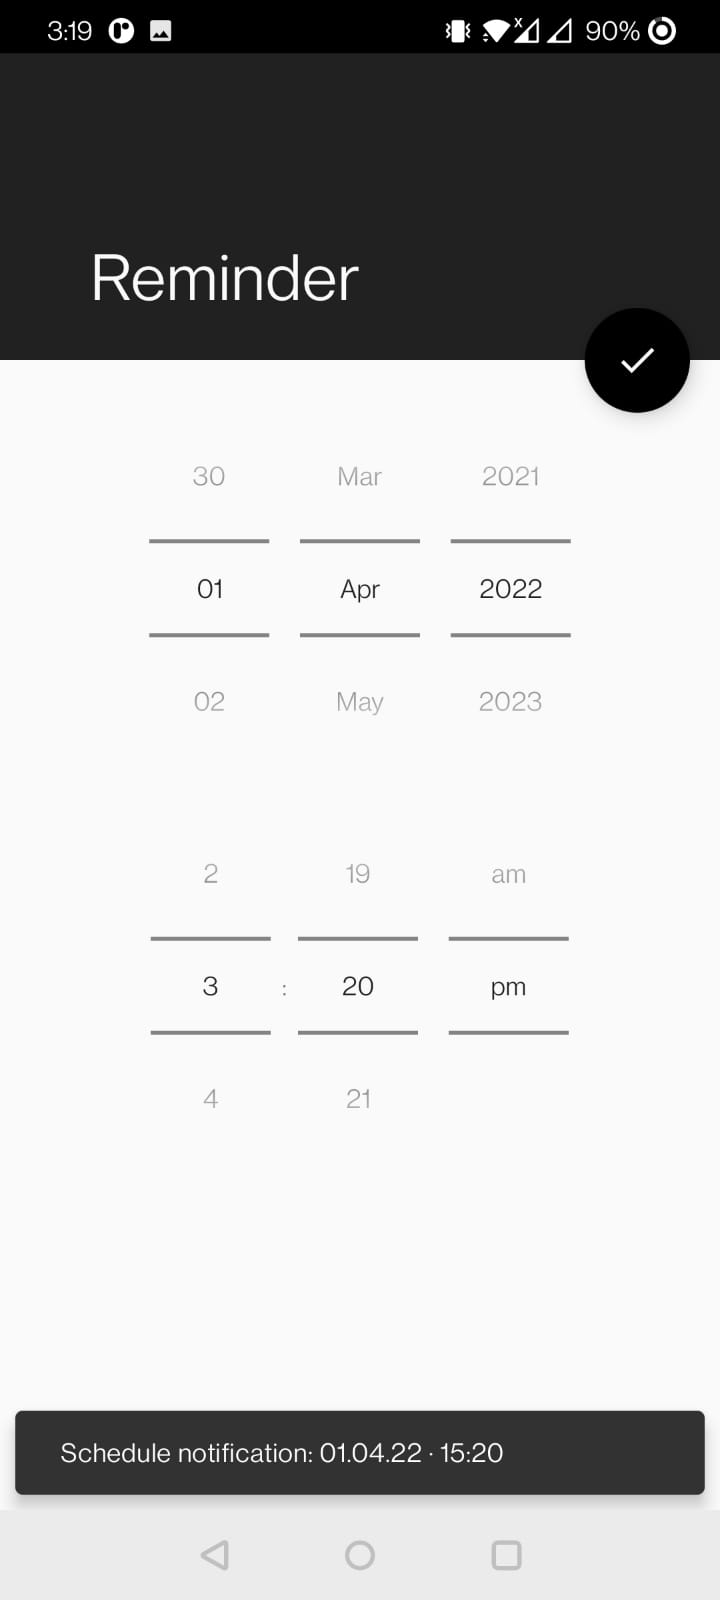 3:19 90%
Reminder
30 Mar 2021
01 Apr 2022
02 May 2023
2 19 am
3 : 20 pm
4 21
Schedule notification: 01.04.22 · 15:20